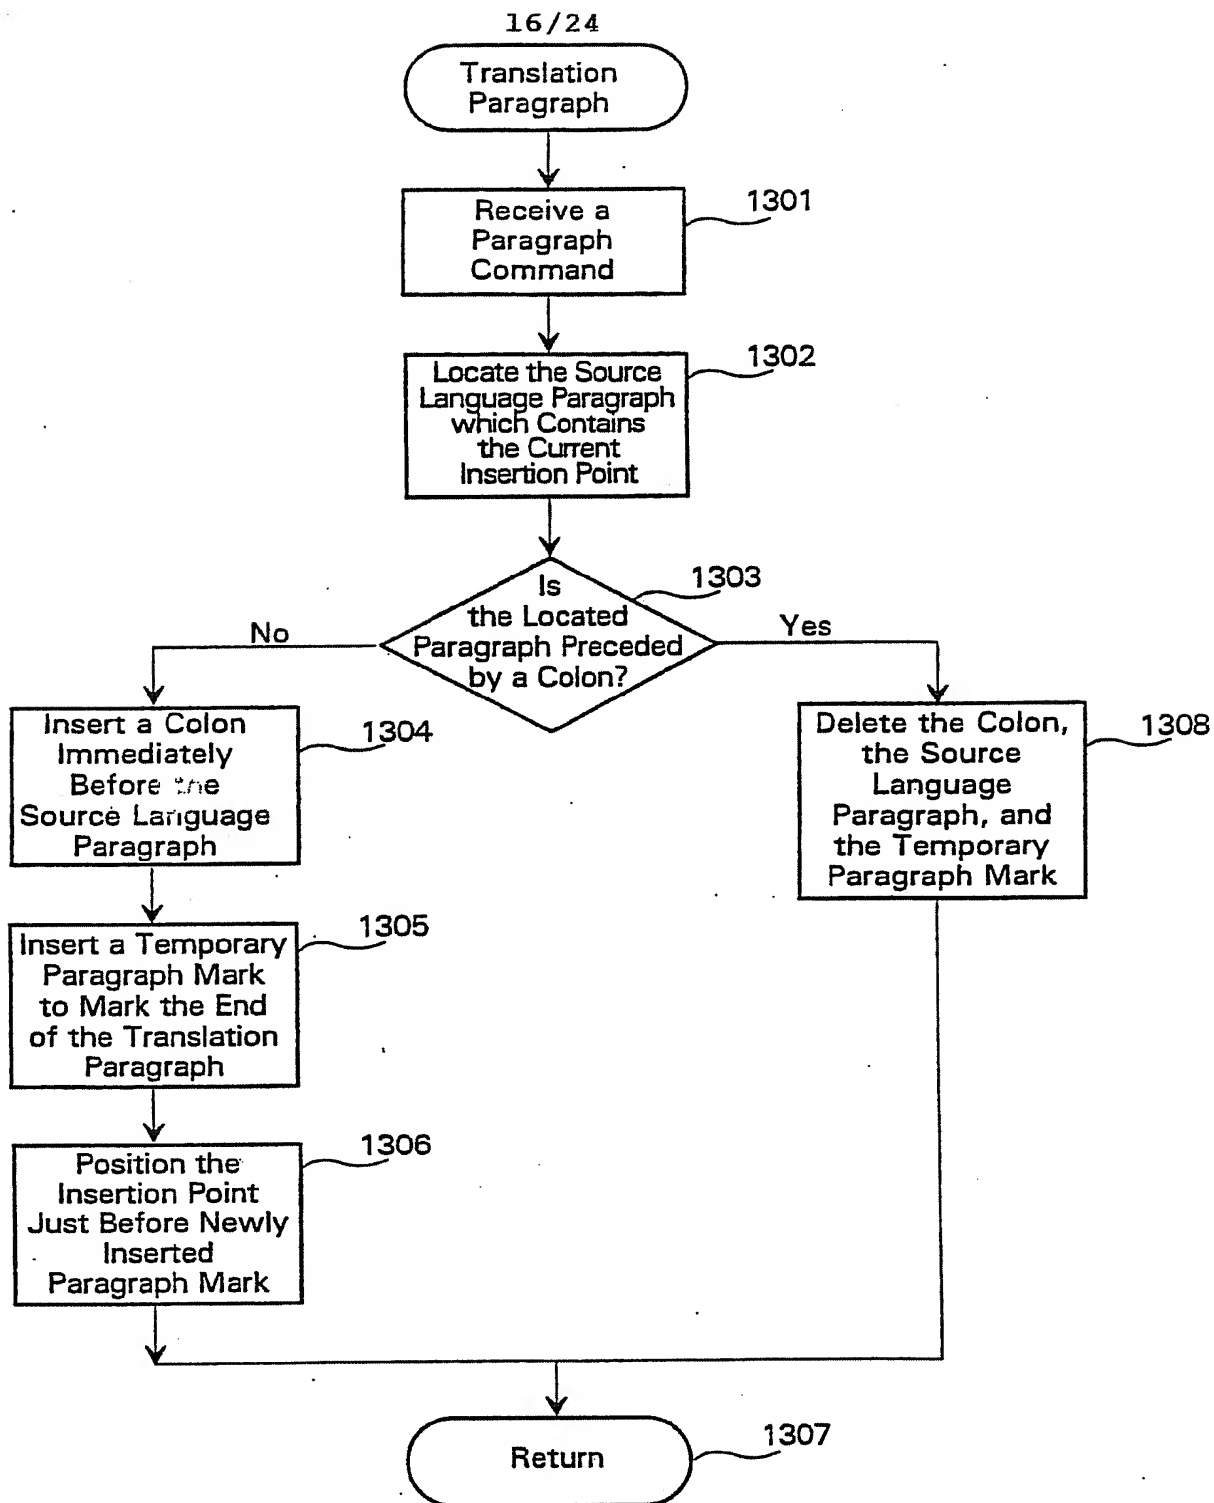 16/24
Translation
Paragraph
Receive a
Paragraph
Command
1301
Locate the Source
Language Paragraph
which Contains
the Current
Insertion Point
1302
Is
the Located
Paragraph Preceded
by a Colon?
1303
No
Yes
Insert a Colon
Immediately
Before the
Source Language
Paragraph
1304
Insert a Temporary
Paragraph Mark
to Mark the End
of the Translation
Paragraph
1305
Position the
Insertion Point
Just Before Newly
Inserted
Paragraph Mark
1306
Delete the Colon,
the Source
Language
Paragraph, and
the Temporary
Paragraph Mark
1308
Return
1307